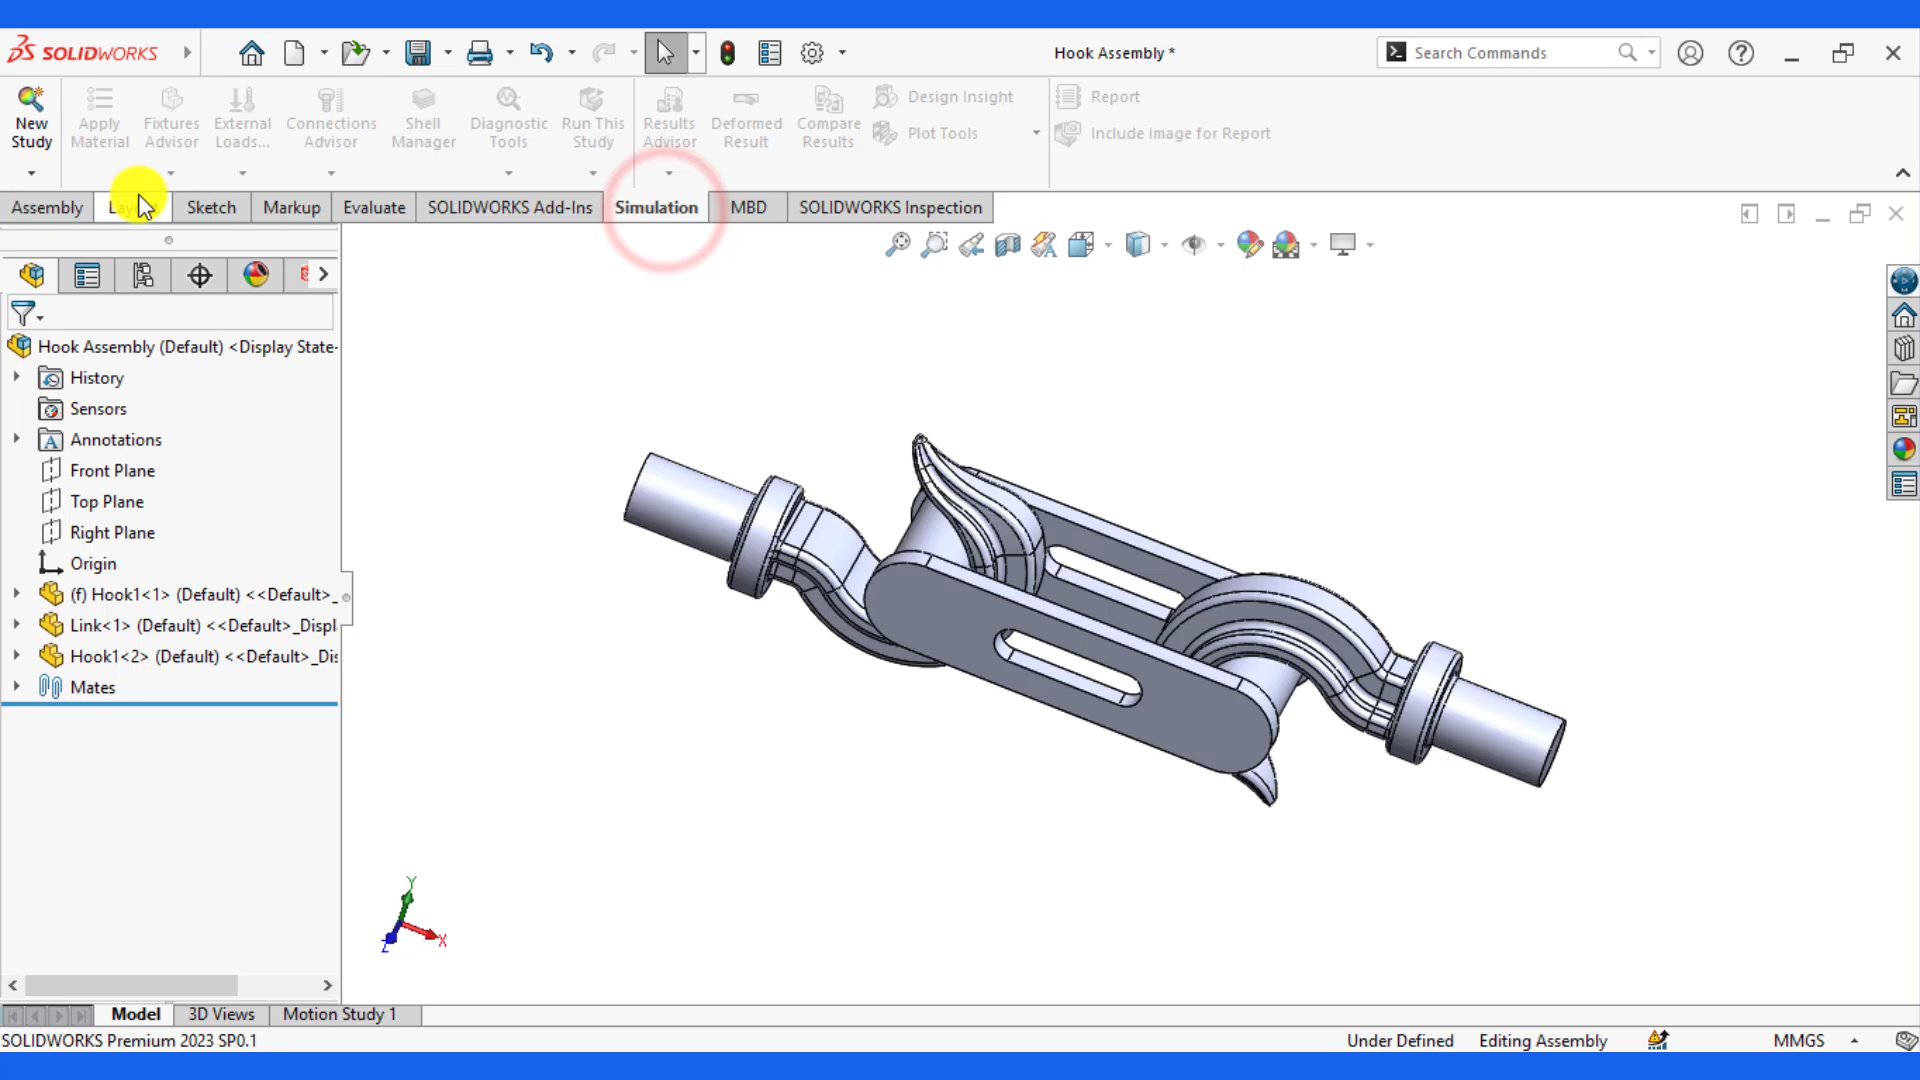 SOLIDWORKS
Hook Assembly *
Search Commands
New Study
Apply Material
Fixtures Advisor
External Loads...
Connections Advisor
Shell Manager
Diagnostic Tools
Run This Study
Results Advisor
Deformed Result
Compare Results
Design Insight
Plot Tools
Report
Include Image for Report
Assembly
Sketch
Markup
Evaluate
SOLIDWORKS Add-Ins
Simulation
MBD
SOLIDWORKS Inspection
Hook Assembly (Default) <Display State-
History
Sensors
Annotations
Front Plane
Top Plane
Right Plane
Origin
(f) Hook1<1> (Default) <<Default>_
Link<1> (Default) <<Default>_Displ
Hook1<2> (Default) <<Default>_Dis
Mates
Y
X
Z
Model
3D Views
Motion Study 1
SOLIDWORKS Premium 2023 SP0.1
Under Defined
Editing Assembly
MMGS